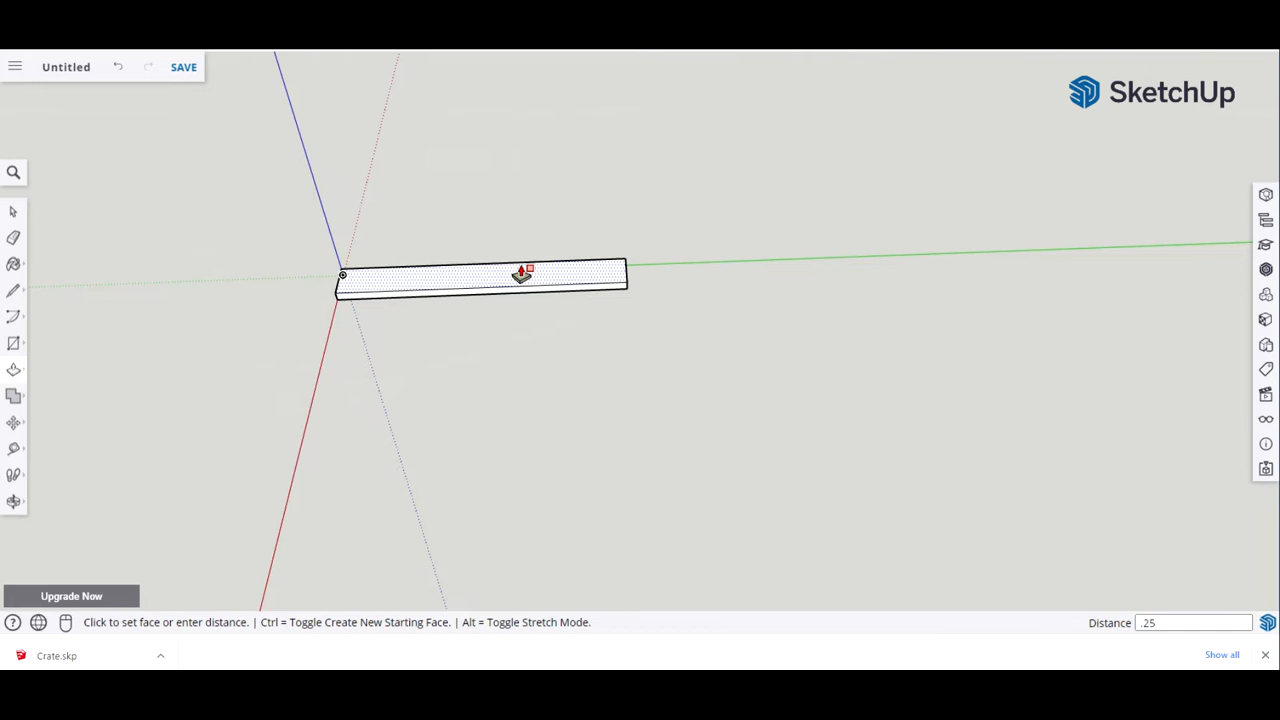 Untitled
SAVE
SketchUp
Upgrade Now
Click to set face or enter distance. | Ctrl = Toggle Create New Starting Face. | Alt = Toggle Stretch Mode.
Distance .25
Crate.skp
Show all